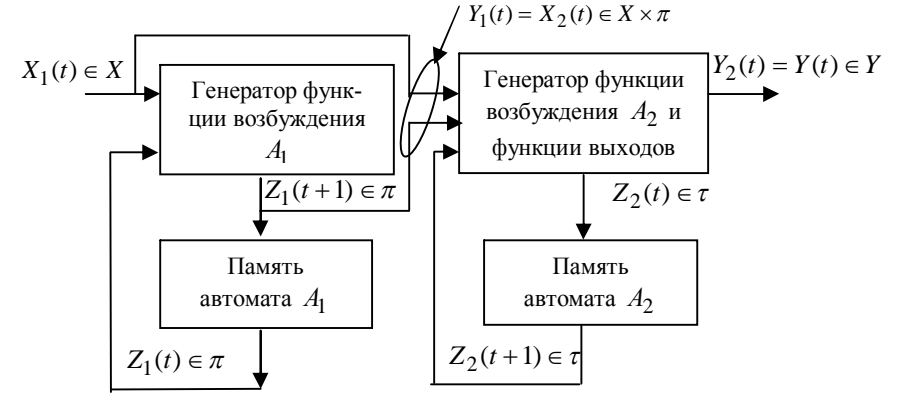 Y₁(t) = X₂(t) ∈ X × π
X₁(t) ∈ X
Генератор функ-
ции возбуждения
A₁
Генератор функции
возбуждения A₂ и
функции выходов
Y₂(t) = Y(t) ∈ Y
Z₁(t+1) ∈ π
Z₂(t) ∈ τ
Память
автомата A₁
Память
автомата A₂
Z₁(t) ∈ π
Z₂(t+1) ∈ τ